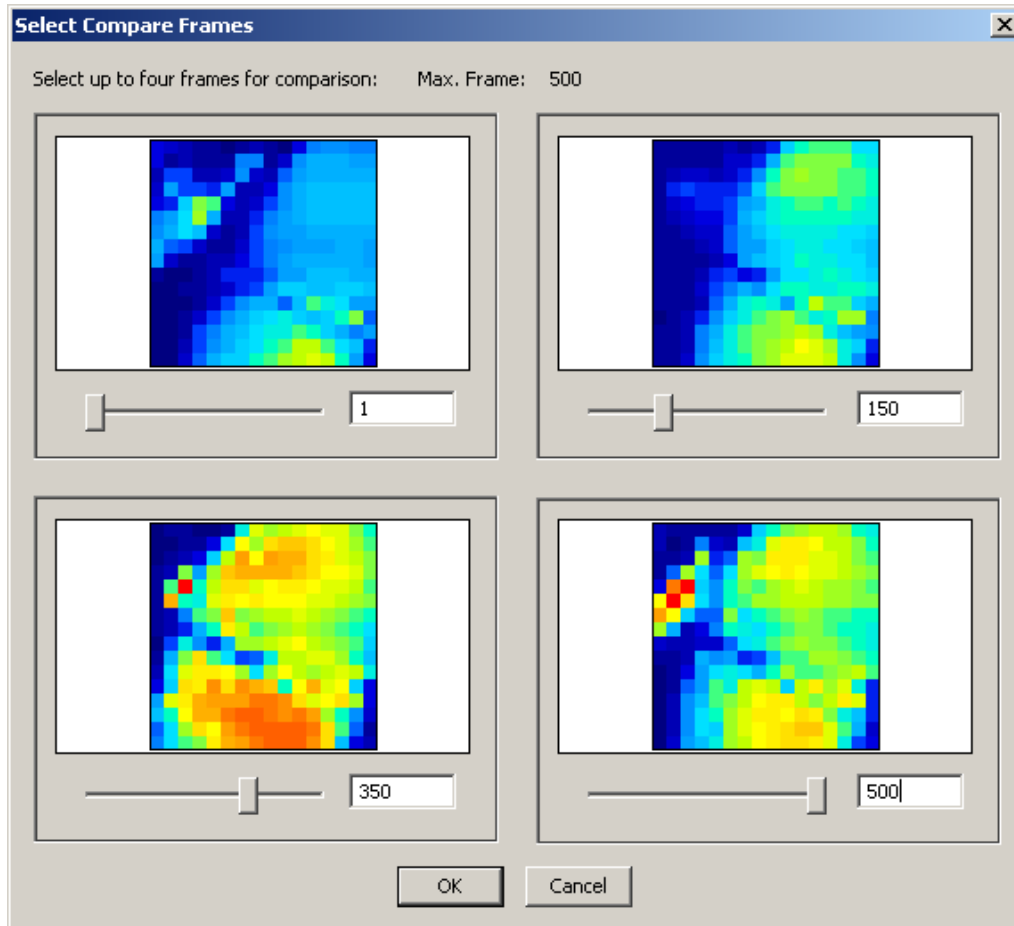 Select Compare Frames
Select up to four frames for comparison: Max. Frame: 500
1
150
350
500
OK
Cancel